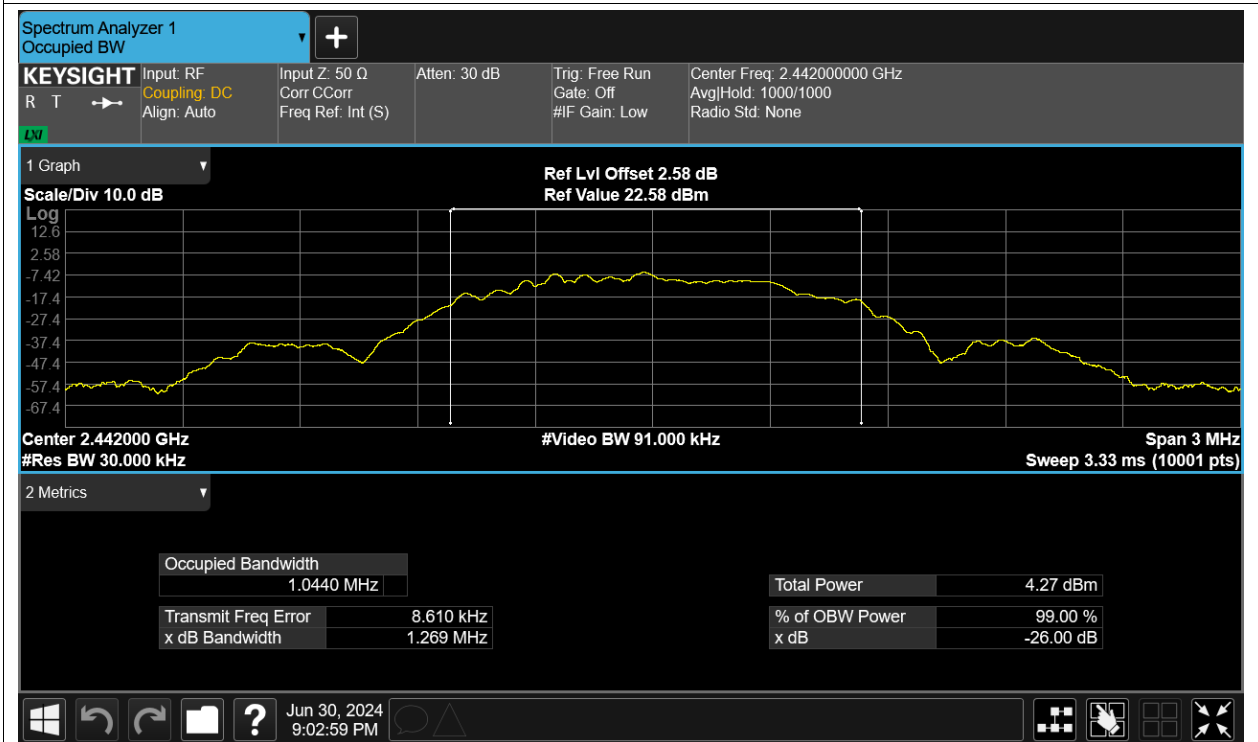 Spectrum Analyzer 1
Occupied BW
KEYSIGHT
R T
LXI
Input: RF
Coupling: DC
Align: Auto
Input Z: 50 Ω
Corr CCorr
Freq Ref: Int (S)
Atten: 30 dB
Trig: Free Run
Gate: Off
#IF Gain: Low
Center Freq: 2.442000000 GHz
Avg|Hold: 1000/1000
Radio Std: None
1 Graph
Scale/Div 10.0 dB
Ref Lvl Offset 2.58 dB
Ref Value 22.58 dBm
Log
12.6
2.58
-7.42
-17.4
-27.4
-37.4
-47.4
-57.4
-67.4
Center 2.442000 GHz
#Video BW 91.000 kHz
Span 3 MHz
#Res BW 30.000 kHz
Sweep 3.33 ms (10001 pts)
2 Metrics
Occupied Bandwidth
1.0440 MHz
Total Power 4.27 dBm
Transmit Freq Error 8.610 kHz
% of OBW Power 99.00 %
x dB Bandwidth 1.269 MHz
x dB -26.00 dB
?
Jun 30, 2024
9:02:59 PM